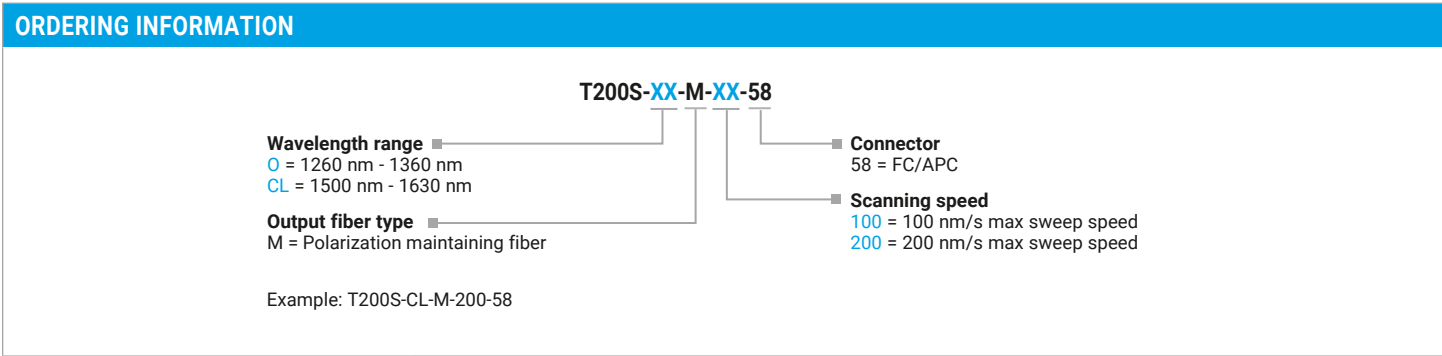 ORDERING INFORMATION
T200S-XX-M-XX-58
Wavelength range
O = 1260 nm - 1360 nm
CL = 1500 nm - 1630 nm
Output fiber type
M = Polarization maintaining fiber
Connector
58 = FC/APC
Scanning speed
100 = 100 nm/s max sweep speed
200 = 200 nm/s max sweep speed
Example: T200S-CL-M-200-58